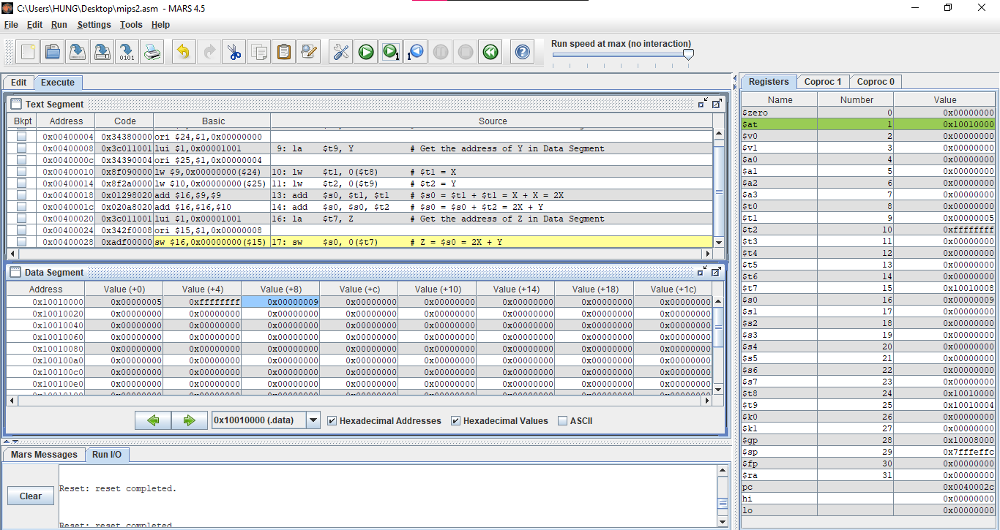 C:\Users\HUNG\Desktop\mips2.asm - MARS 4.5
File Edit Run Settings Tools Help
Run speed at max (no interaction)
Edit Execute
Text Segment
Bkpt Address Code Basic Source
0x00400004 0x34380000 ori $24,$1,0x00000000
0x00400008 0x3c011001 lui $1,0x00001001 9: la $t9, Y # Get the address of Y in Data Segment
0x0040000c 0x34390004 ori $25,$1,0x00000004
0x00400010 0x8f090000 lw $9,0x00000000($24) 10: lw $t1, 0($t8) # $t1 = X
0x00400014 0x8f2a0000 lw $10,0x00000000($25) 11: lw $t2, 0($t9) # $t2 = Y
0x00400018 0x01298020 add $16,$9,$9 13: add $s0, $t1, $t1 # $s0 = $t1 + $t1 = X + X = 2X
0x0040001c 0x020a8020 add $16,$16,$10 14: add $s0, $s0, $t2 # $s0 = $s0 + $t2 = 2X + Y
0x00400020 0x3c011001 lui $1,0x00001001 16: la $t7, Z # Get the address of Z in Data Segment
0x00400024 0x342f0008 ori $15,$1,0x00000008
0x00400028 0xadf00000 sw $16,0x00000000($15) 17: sw $s0, 0($t7) # Z = $s0 = 2X + Y
Data Segment
Address Value (+0) Value (+4) Value (+8) Value (+c) Value (+10) Value (+14) Value (+18) Value (+1c)
0x10010000 0x00000005 0xffffffff 0x00000009 0x00000000 0x00000000 0x00000000 0x00000000 0x00000000
0x10010020 0x00000000 0x00000000 0x00000000 0x00000000 0x00000000 0x00000000 0x00000000 0x00000000
0x10010040 0x00000000 0x00000000 0x00000000 0x00000000 0x00000000 0x00000000 0x00000000 0x00000000
0x10010060 0x00000000 0x00000000 0x00000000 0x00000000 0x00000000 0x00000000 0x00000000 0x00000000
0x10010080 0x00000000 0x00000000 0x00000000 0x00000000 0x00000000 0x00000000 0x00000000 0x00000000
0x100100a0 0x00000000 0x00000000 0x00000000 0x00000000 0x00000000 0x00000000 0x00000000 0x00000000
0x100100c0 0x00000000 0x00000000 0x00000000 0x00000000 0x00000000 0x00000000 0x00000000 0x00000000
0x100100e0 0x00000000 0x00000000 0x00000000 0x00000000 0x00000000 0x00000000 0x00000000 0x00000000
0x10010000 (.data) Hexadecimal Addresses Hexadecimal Values ASCII
Mars Messages Run I/O
Clear
Reset: reset completed.
Reset: reset completed
Registers Coproc 1 Coproc 0
Name Number Value
$zero 0 0x00000000
$at 1 0x10010000
$v0 2 0x00000000
$v1 3 0x00000000
$a0 4 0x00000000
$a1 5 0x00000000
$a2 6 0x00000000
$a3 7 0x00000000
$t0 8 0x00000000
$t1 9 0x00000005
$t2 10 0xffffffff
$t3 11 0x00000000
$t4 12 0x00000000
$t5 13 0x00000000
$t6 14 0x00000000
$t7 15 0x10010008
$s0 16 0x00000009
$s1 17 0x00000000
$s2 18 0x00000000
$s3 19 0x00000000
$s4 20 0x00000000
$s5 21 0x00000000
$s6 22 0x00000000
$s7 23 0x00000000
$t8 24 0x10010000
$t9 25 0x10010004
$k0 26 0x00000000
$k1 27 0x00000000
$gp 28 0x10008000
$sp 29 0x7fffeffc
$fp 30 0x00000000
$ra 31 0x00000000
pc 0x0040002c
hi 0x00000000
lo 0x00000000